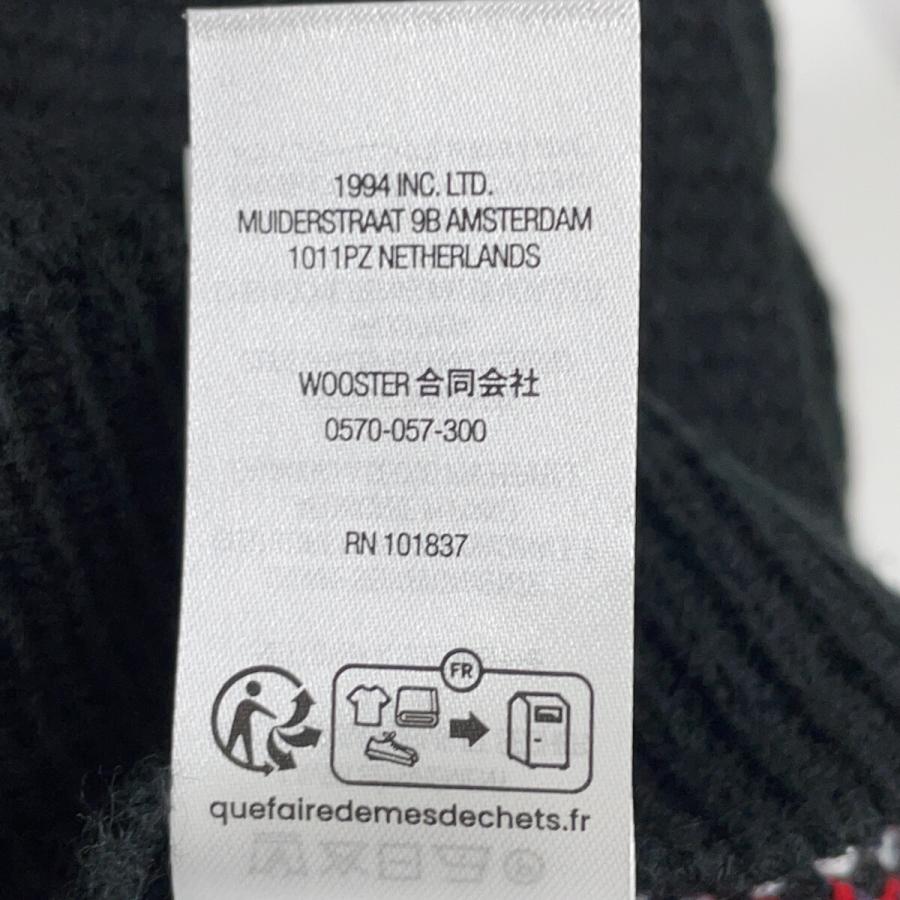 1994 INC. LTD.
MUIDERSTRAAT 9B AMSTERDAM
1011PZ NETHERLANDS
WOOSTER 合同会社
0570-057-300
RN 101837
FR
quefairedemesdechets.fr